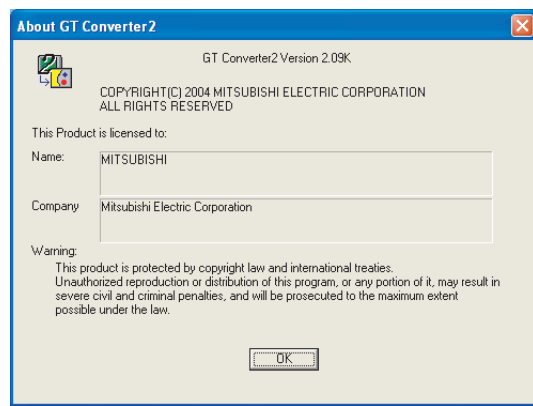 About GT Converter2
GT Converter2 Version 2.09K
COPYRIGHT(C) 2004 MITSUBISHI ELECTRIC CORPORATION
ALL RIGHTS RESERVED
This Product is licensed to:
Name:
MITSUBISHI
Company
Mitsubishi Electric Corporation
Warning:
This product is protected by copyright law and international treaties.
Unauthorized reproduction or distribution of this program, or any portion of it, may result in
severe civil and criminal penalties, and will be prosecuted to the maximum extent
possible under the law.
OK